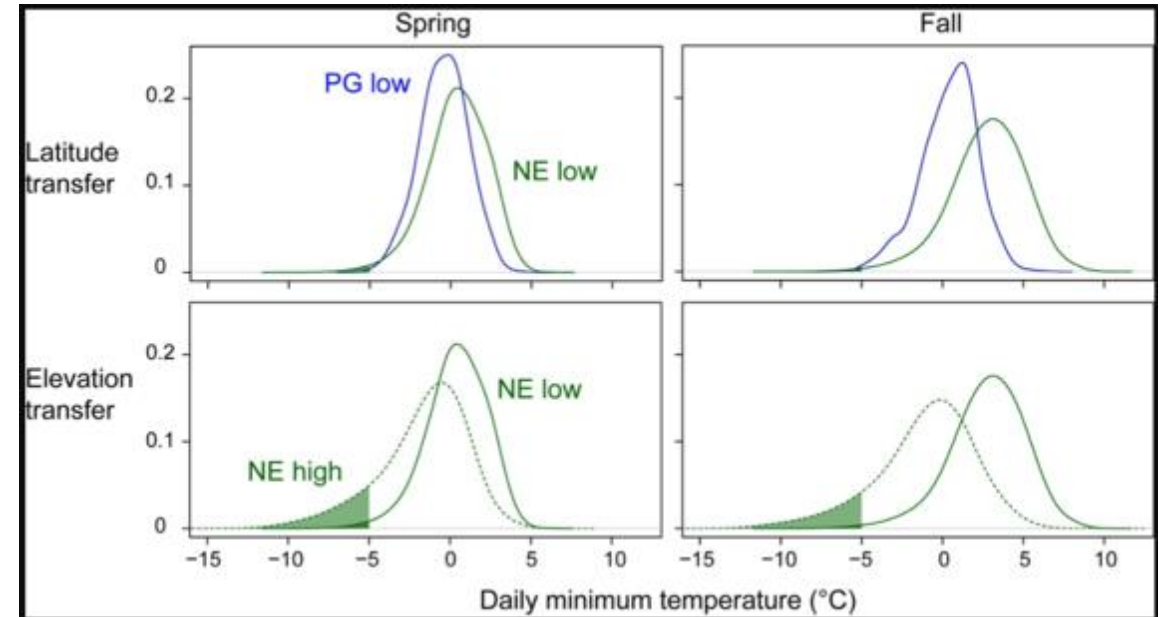 Spring
Fall
Latitude
transfer
0.2
0.1
0
PG low
NE low
Elevation
transfer
0.2
0.1
0
NE high
NE low
−15 −10 −5 0 5 10
−15 −10 −5 0 5 10
Daily minimum temperature (°C)